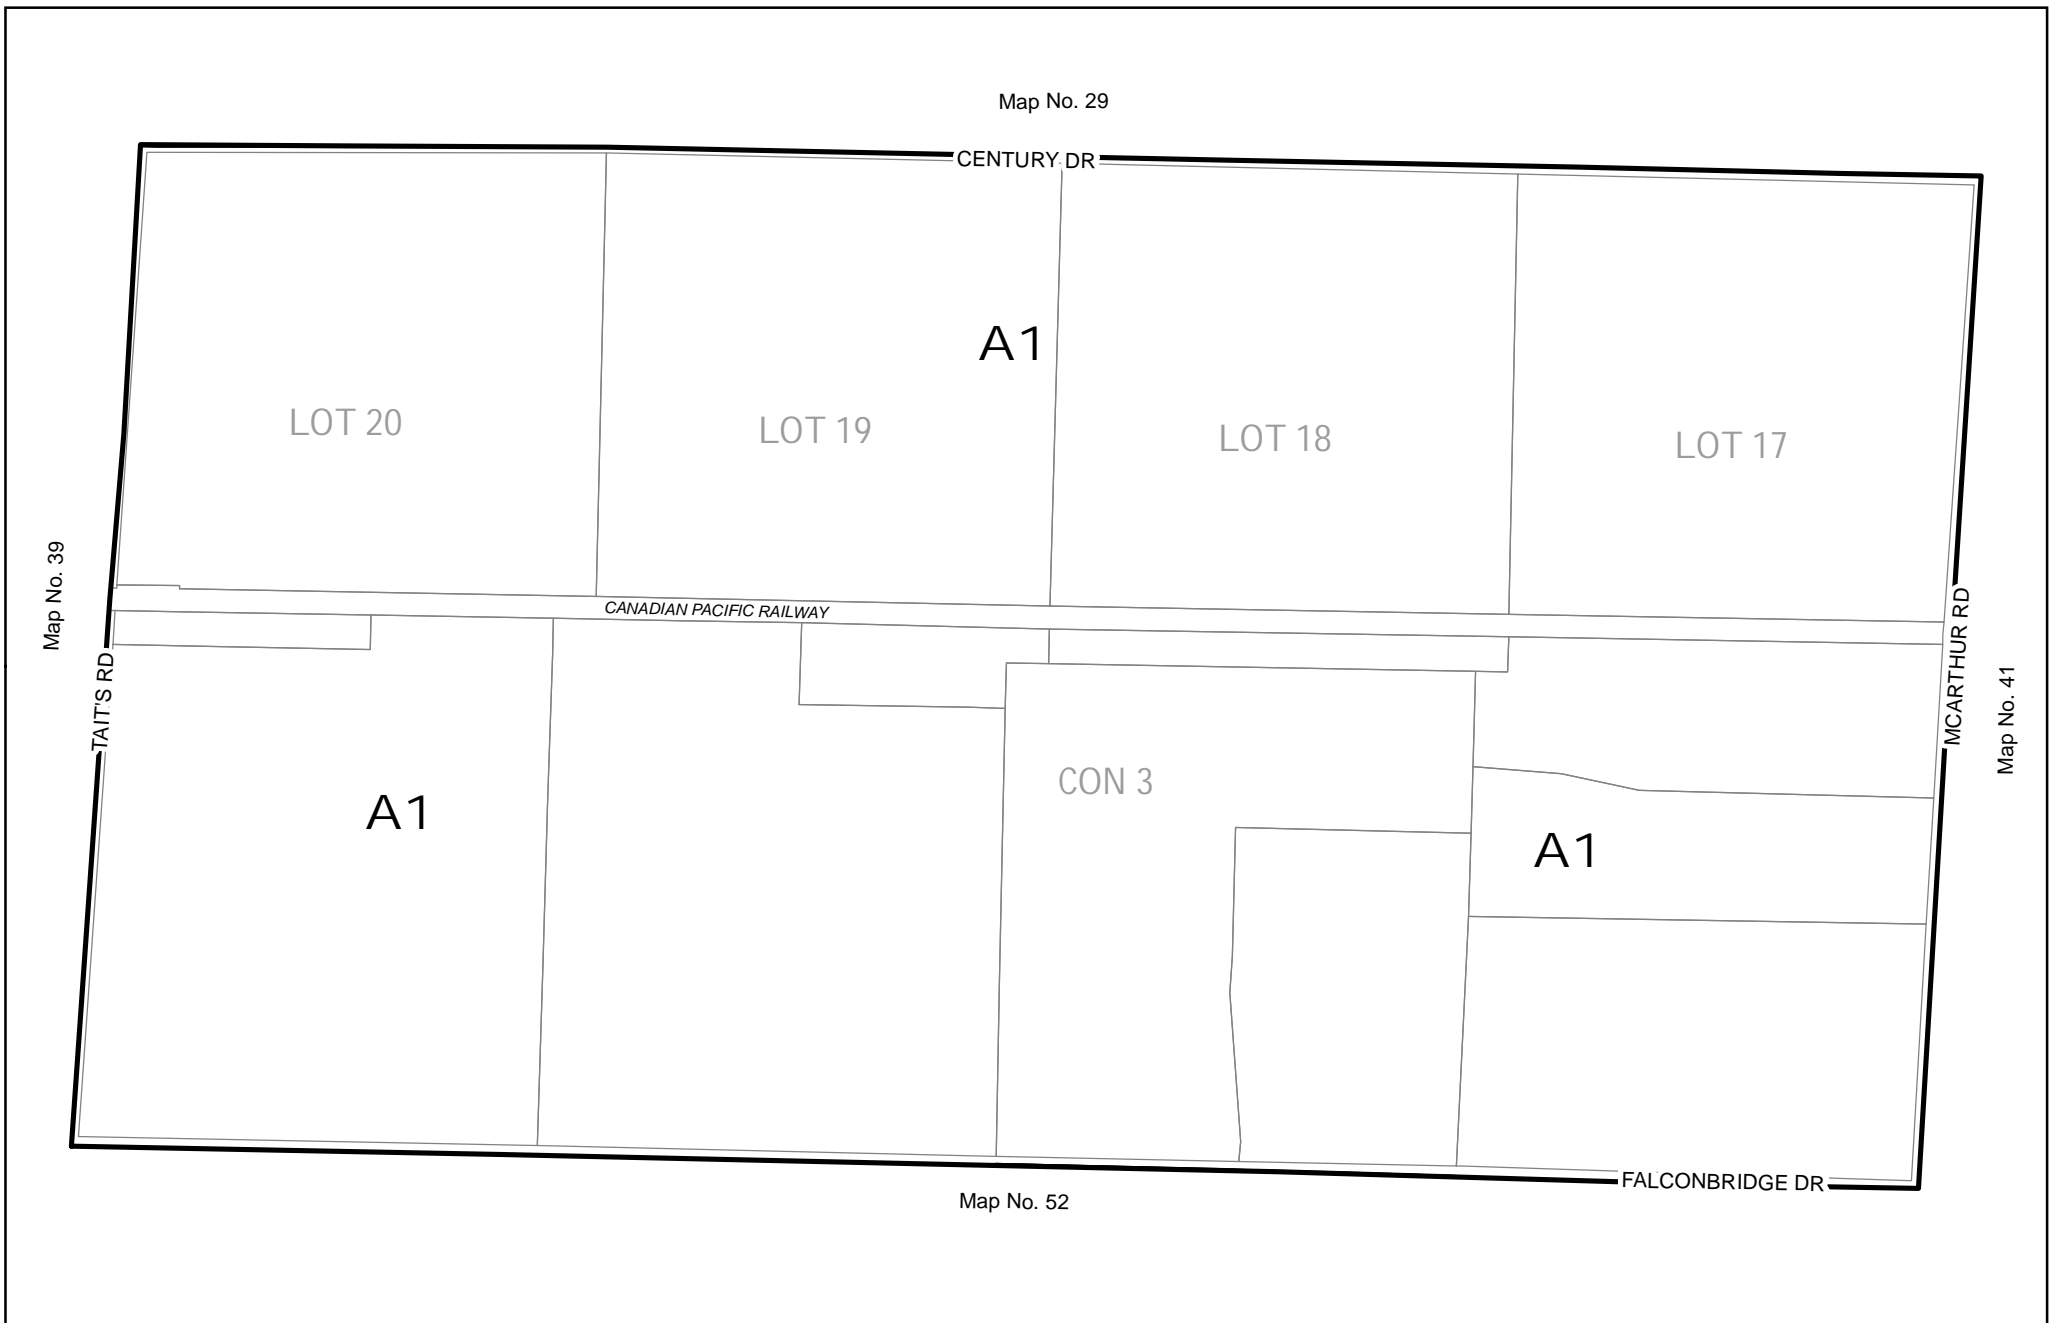 Map No. 29
CENTURY DR
A1
LOT 20
LOT 19
LOT 18
LOT 17
Map No. 39
CANADIAN PACIFIC RAILWAY
MCARTHUR RD
TAIT'S RD
Map No. 41
CON 3
A1
A1
FALCONBRIDGE DR
Map No. 52